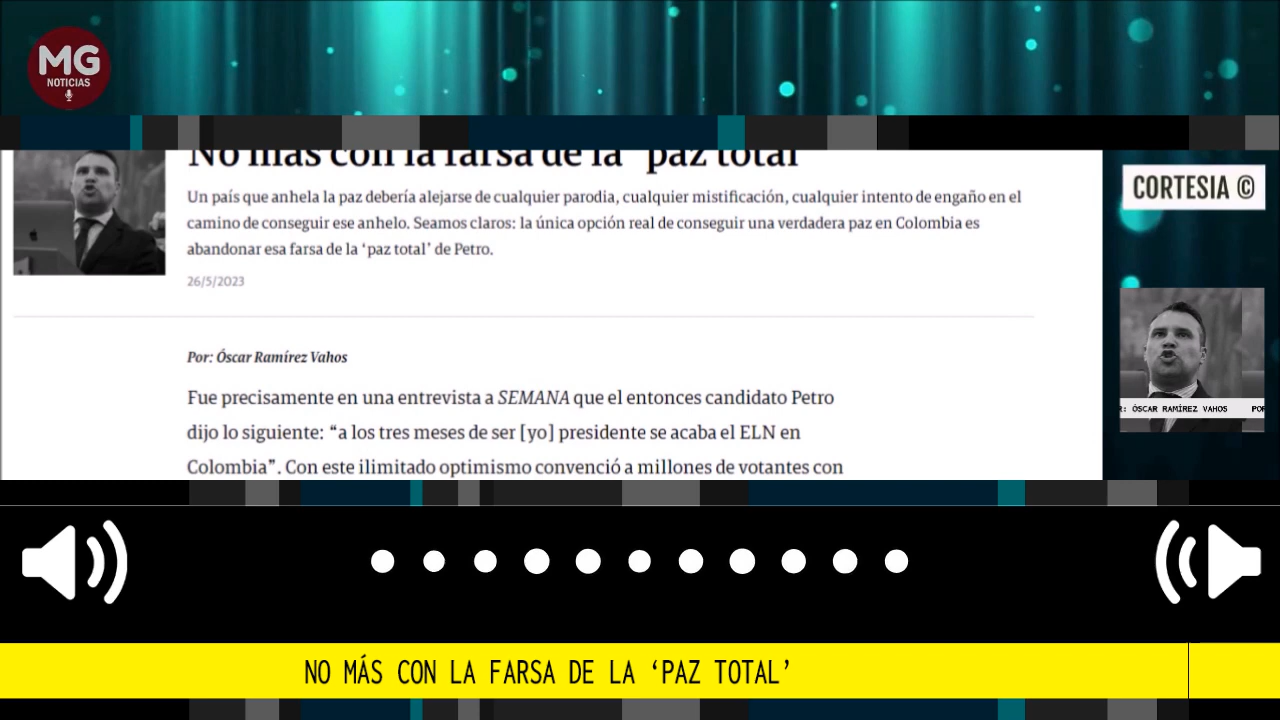 MG
NOTICIAS
No más con la farsa de la ‘paz total’
Un país que anhela la paz debería alejarse de cualquier parodia, cualquier mistificación, cualquier intento de engaño en el
camino de conseguir ese anhelo. Seamos claros: la única opción real de conseguir una verdadera paz en Colombia es
abandonar esa farsa de la ‘paz total’ de Petro.
26/5/2023
Por: Óscar Ramírez Vahos
Fue precisamente en una entrevista a SEMANA que el entonces candidato Petro
dijo lo siguiente: “a los tres meses de ser [yo] presidente se acaba el ELN en
Colombia”. Con este ilimitado optimismo convenció a millones de votantes con
CORTESIA ©
R: ÓSCAR RAMÍREZ VAHOS POR
NO MÁS CON LA FARSA DE LA ‘PAZ TOTAL’